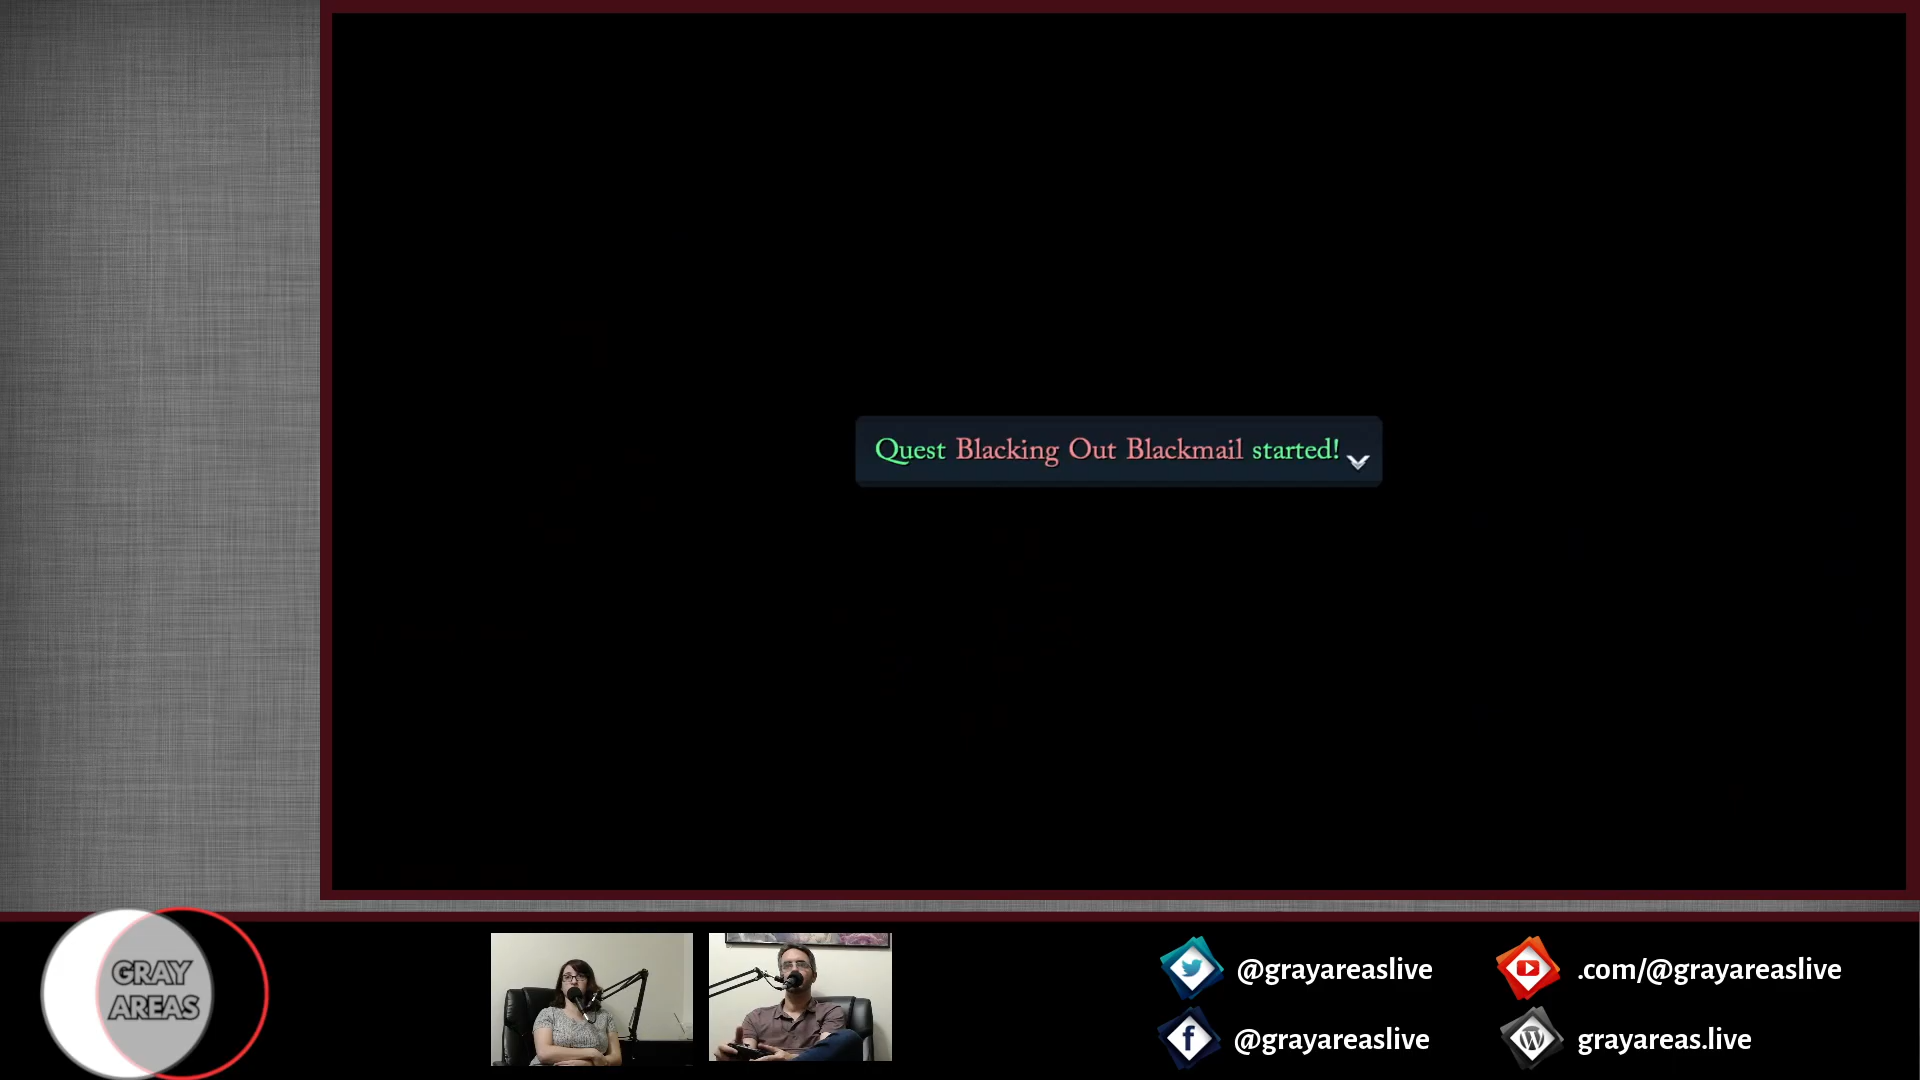 Quest Blacking Out Blackmail started!
GRAY
AREAS
@grayareaslive
.com/@grayareaslive
@grayareaslive
grayareas.live